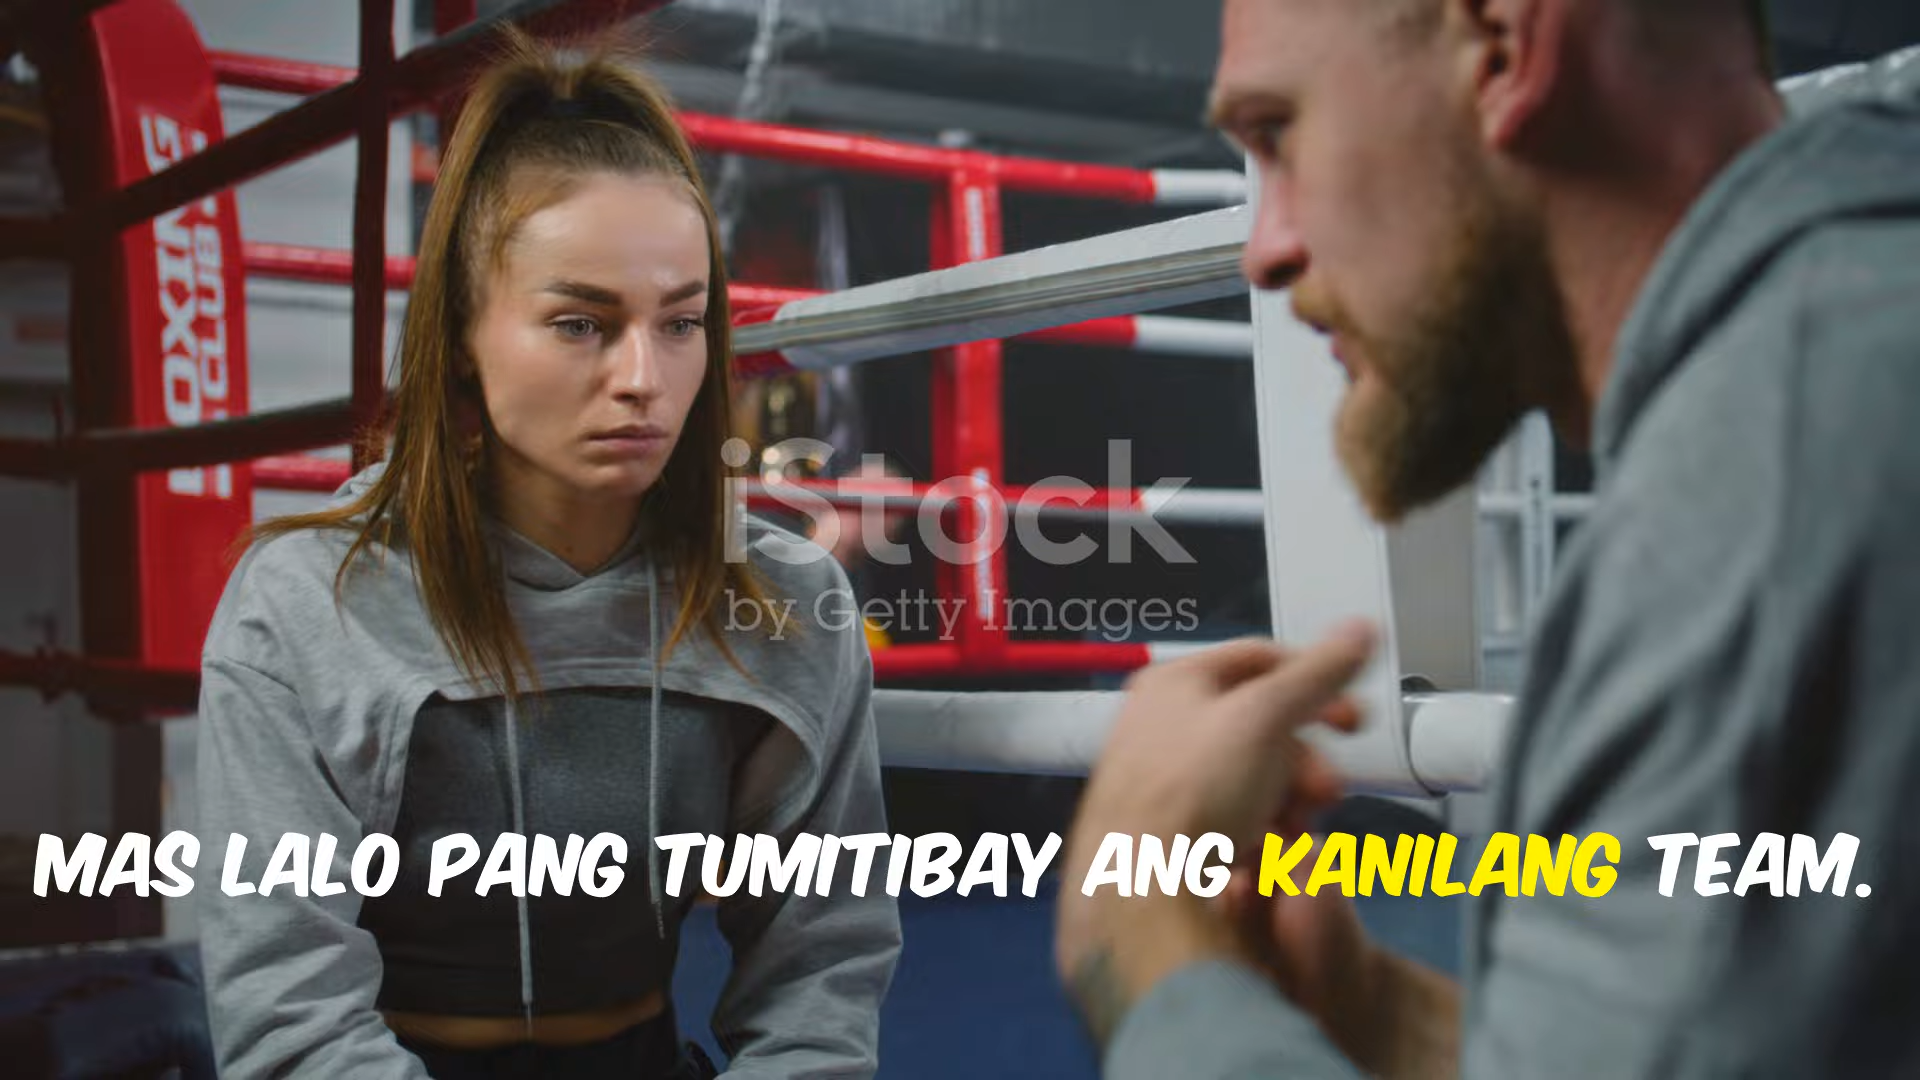 iStock
by Getty Images
MAS LALO PANG TUMITIBAY ANG KANILANG TEAM.